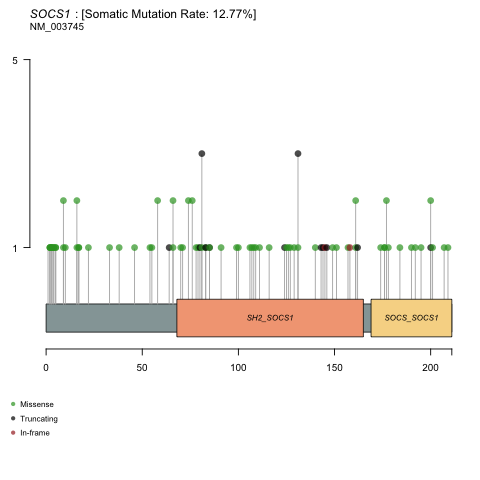 SOCS1 : [Somatic Mutation Rate: 12.77%]
NM_003745
5
1
SH2_SOCS1
SOCS_SOCS1
0 50 100 150 200
Missense
Truncating
In-frame